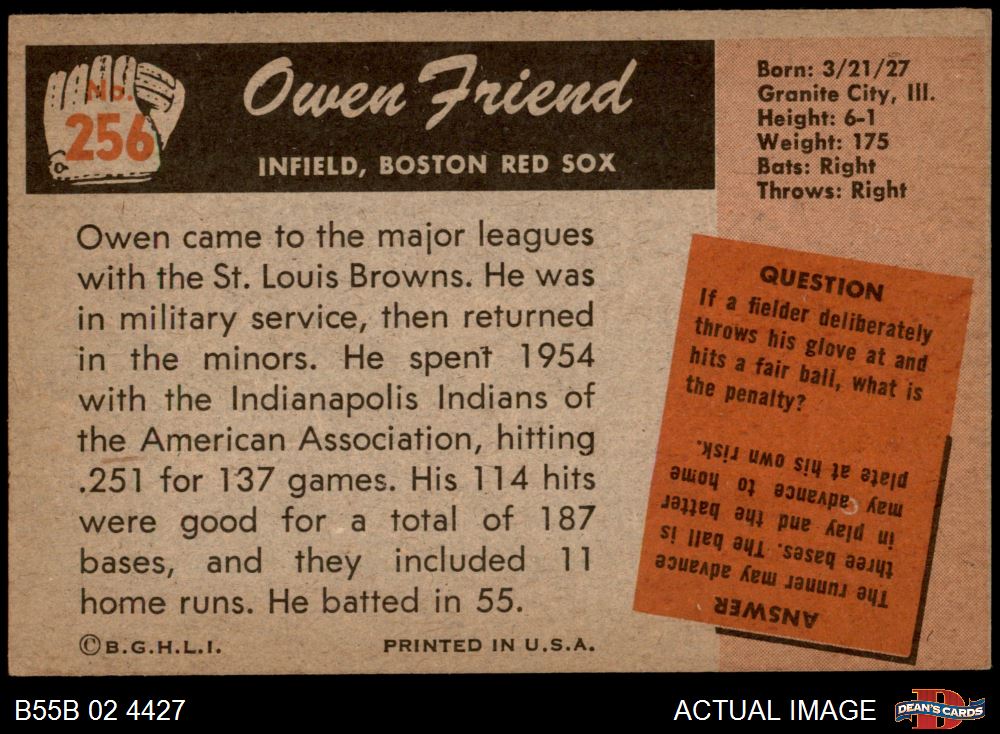 No.
256
Owen Friend
INFIELD, BOSTON RED SOX
Born: 3/21/27
Granite City, Ill.
Height: 6-1
Weight: 175
Bats: Right
Throws: Right
Owen came to the major leagues
with the St. Louis Browns. He was
in military service, then returned
in the minors. He spent 1954
with the Indianapolis Indians of
the American Association, hitting
.251 for 137 games. His 114 hits
were good for a total of 187
bases, and they included 11
home runs. He batted in 55.
©B.G.H.L.I.
PRINTED IN U.S.A.
QUESTION
If a fielder deliberately
throws his glove at and
hits a fair ball, what is
the penalty?
ANSWER
The runner may advance
three bases. The ball is
in play and the batter
may advance to home
plate at his own risk.
B55B 02 4427
ACTUAL IMAGE
D
DEAN'S CARDS